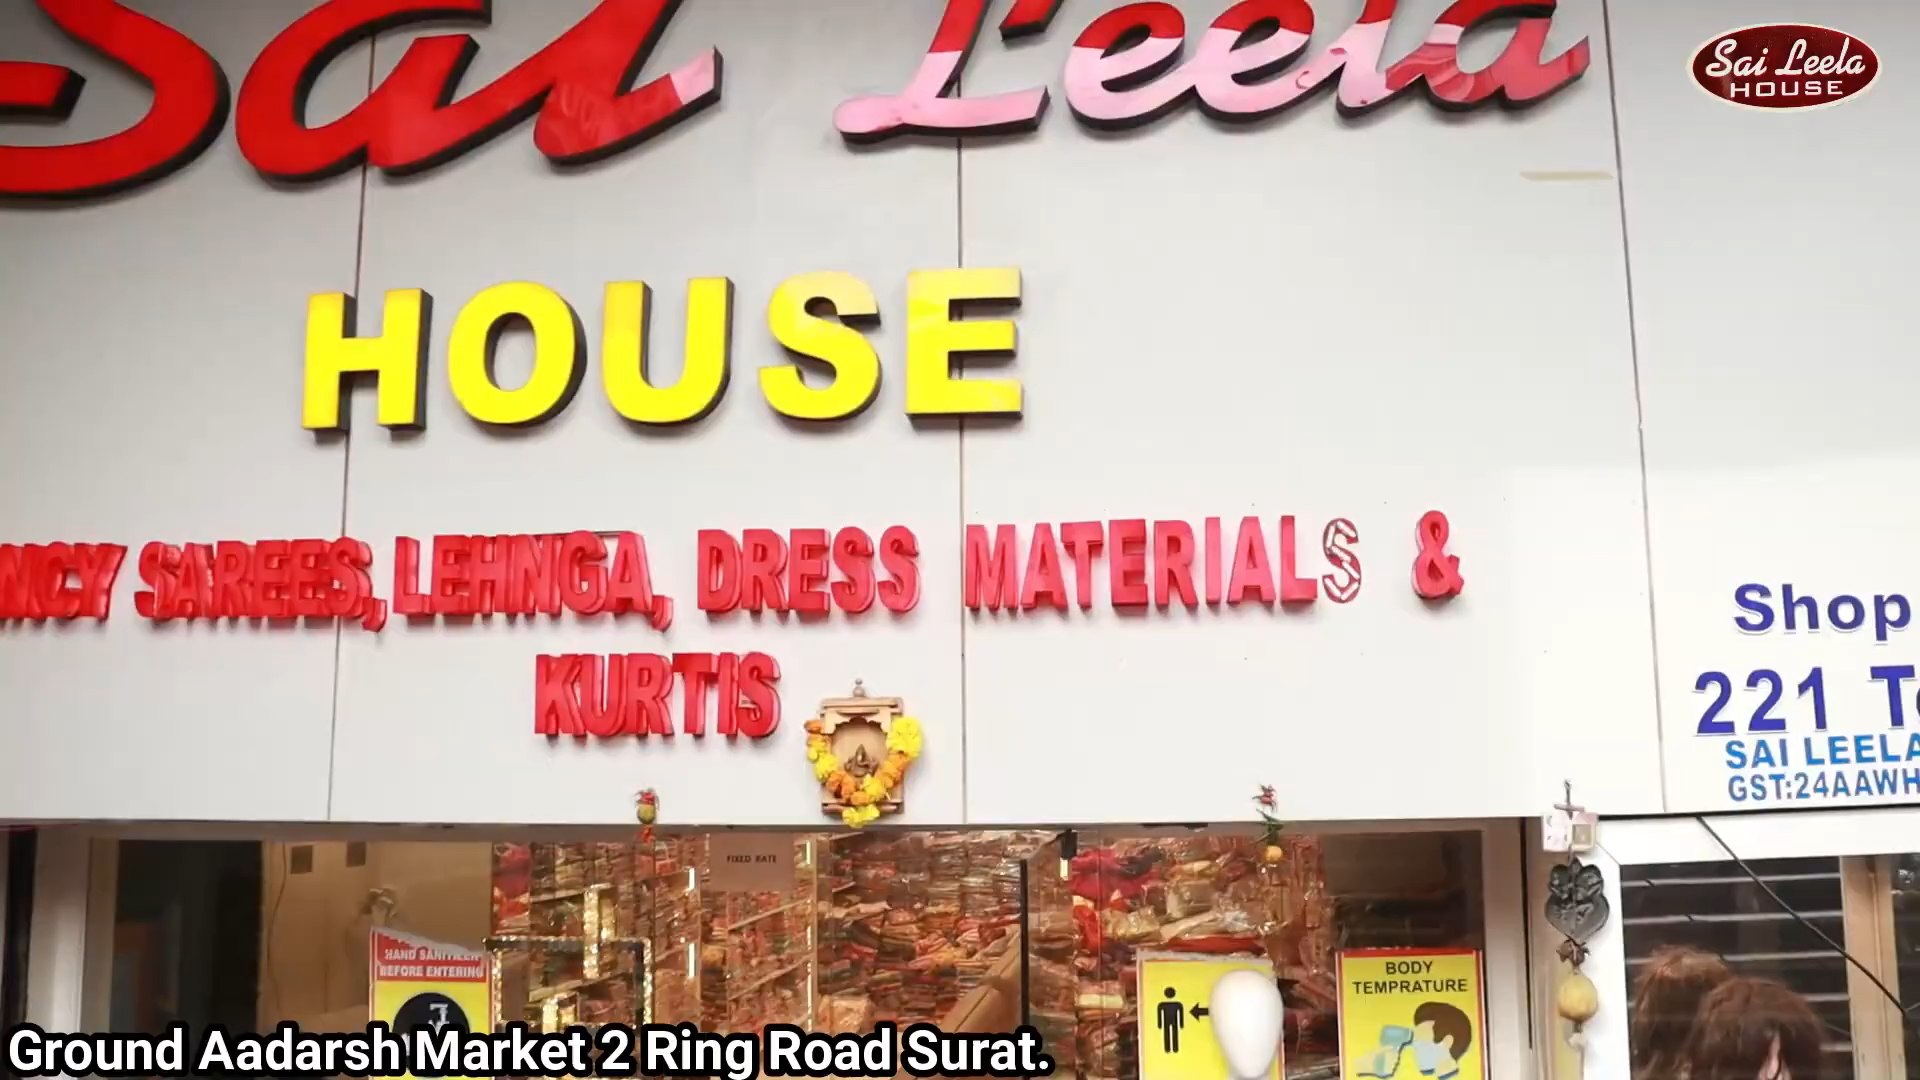 Sai Leela
Sai Leela
HOUSE
HOUSE
NCY SAREES, LEHNGA, DRESS MATERIALS &
KURTIS
Shop
221
SAI LEELA
GST:24AAWH
FIXED RATE
HAND SANITIZER
BEFORE ENTERING
BODY
TEMPRATURE
Ground Aadarsh Market 2 Ring Road Surat.